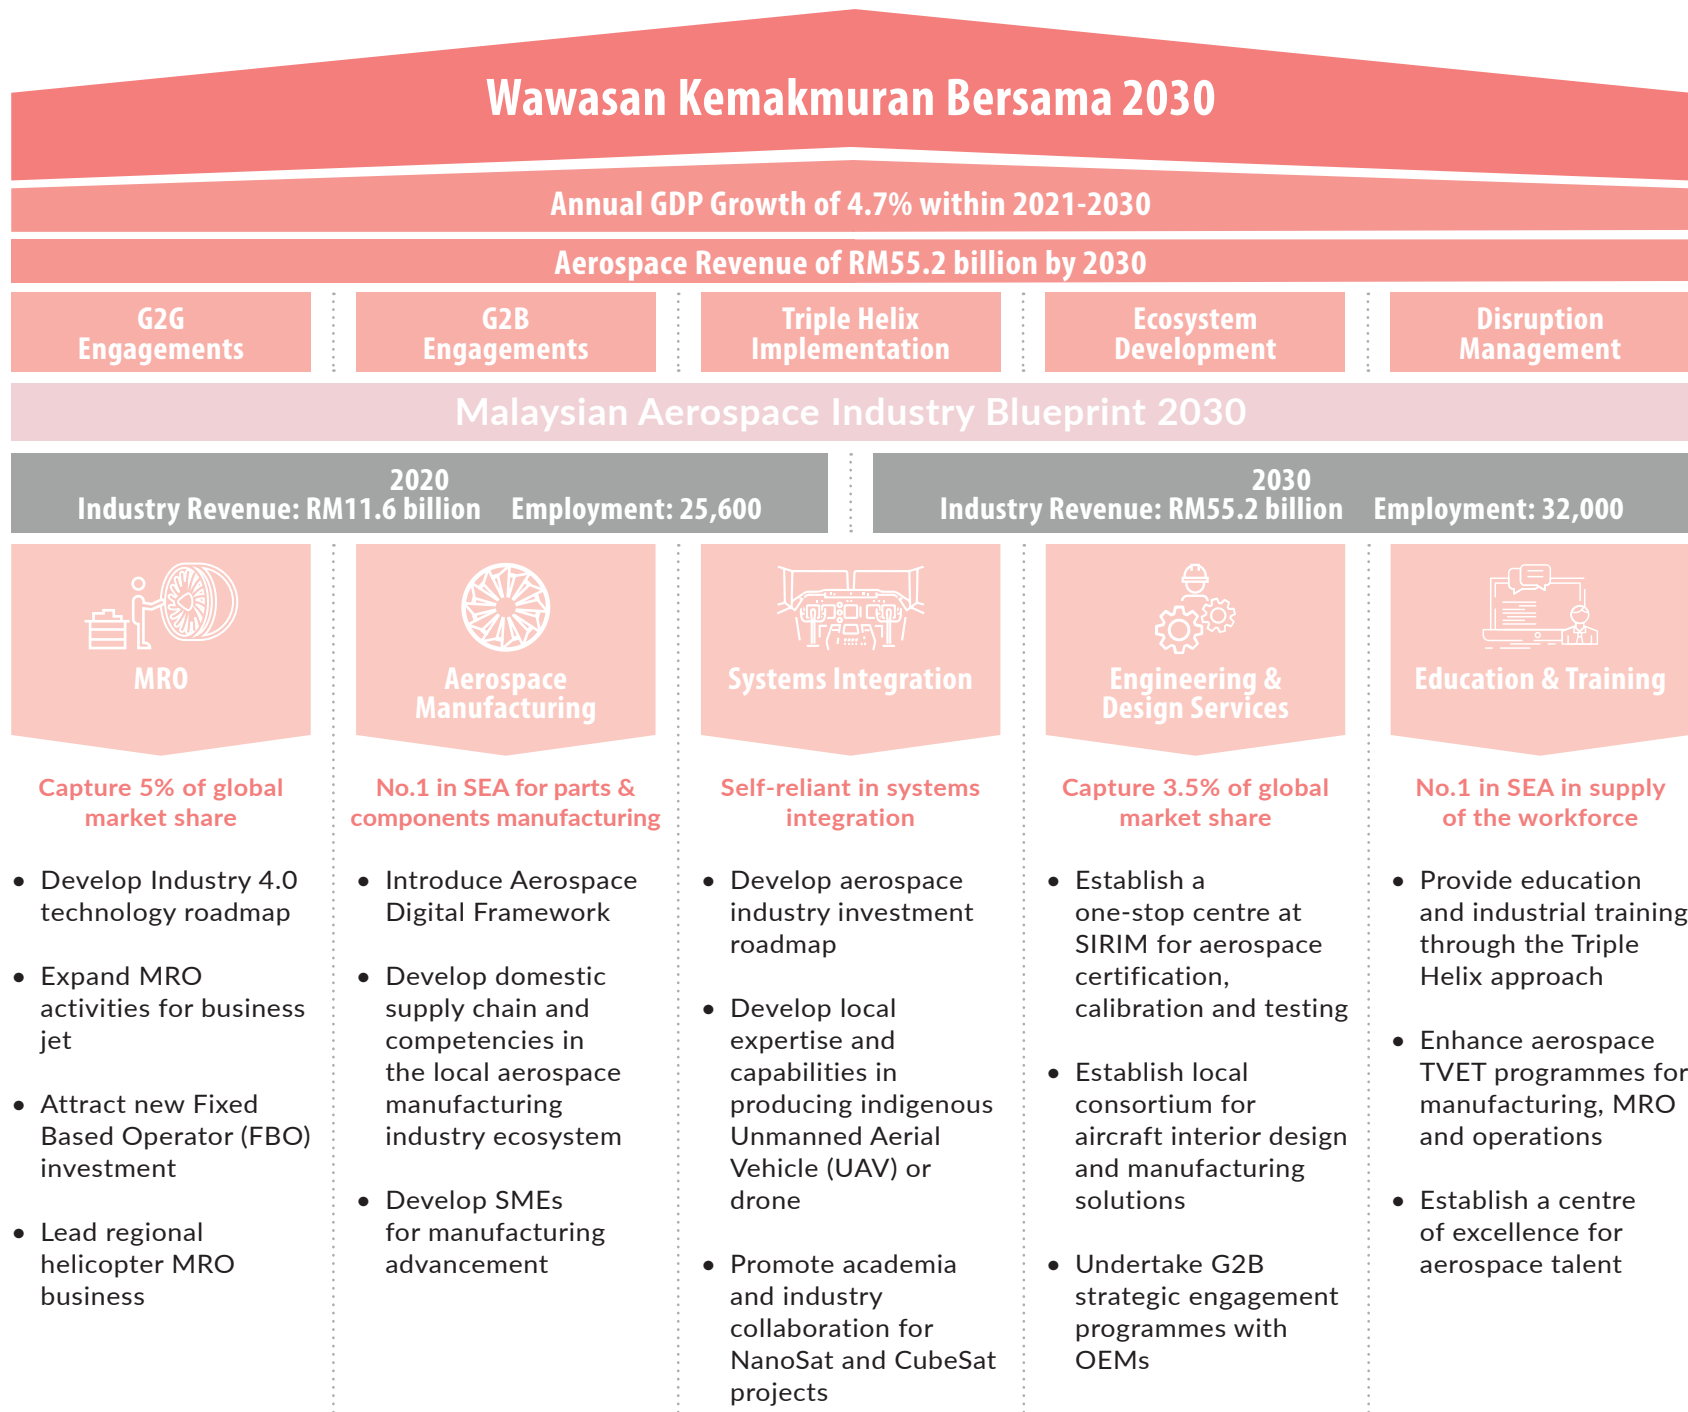 Wawasan Kemakmuran Bersama 2030
Annual GDP Growth of 4.7% within 2021-2030
Aerospace Revenue of RM55.2 billion by 2030
G2G
Engagements
G2B
Engagements
Triple Helix
Implementation
Ecosystem
Development
Disruption
Management
Malaysian Aerospace Industry Blueprint 2030
2020
Industry Revenue: RM11.6 billion Employment: 25,600
2030
Industry Revenue: RM55.2 billion Employment: 32,000
MRO
Capture 5% of global
market share
• Develop Industry 4.0
technology roadmap
• Expand MRO
activities for business
jet
• Attract new Fixed
Based Operator (FBO)
investment
• Lead regional
helicopter MRO
business
Aerospace
Manufacturing
No.1 in SEA for parts &
components manufacturing
• Introduce Aerospace
Digital Framework
• Develop domestic
supply chain and
competencies in
the local aerospace
manufacturing
industry ecosystem
• Develop SMEs
for manufacturing
advancement
Systems Integration
Self-reliant in systems
integration
• Develop aerospace
industry investment
roadmap
• Develop local
expertise and
capabilities in
producing indigenous
Unmanned Aerial
Vehicle (UAV) or
drone
• Promote academia
and industry
collaboration for
NanoSat and CubeSat
projects
Engineering &
Design Services
Capture 3.5% of global
market share
• Establish a
one-stop centre at
SIRIM for aerospace
certification,
calibration and testing
• Establish local
consortium for
aircraft interior design
and manufacturing
solutions
• Undertake G2B
strategic engagement
programmes with
OEMs
Education & Training
No.1 in SEA in supply
of the workforce
• Provide education
and industrial training
through the Triple
Helix approach
• Enhance aerospace
TVET programmes for
manufacturing, MRO
and operations
• Establish a centre
of excellence for
aerospace talent